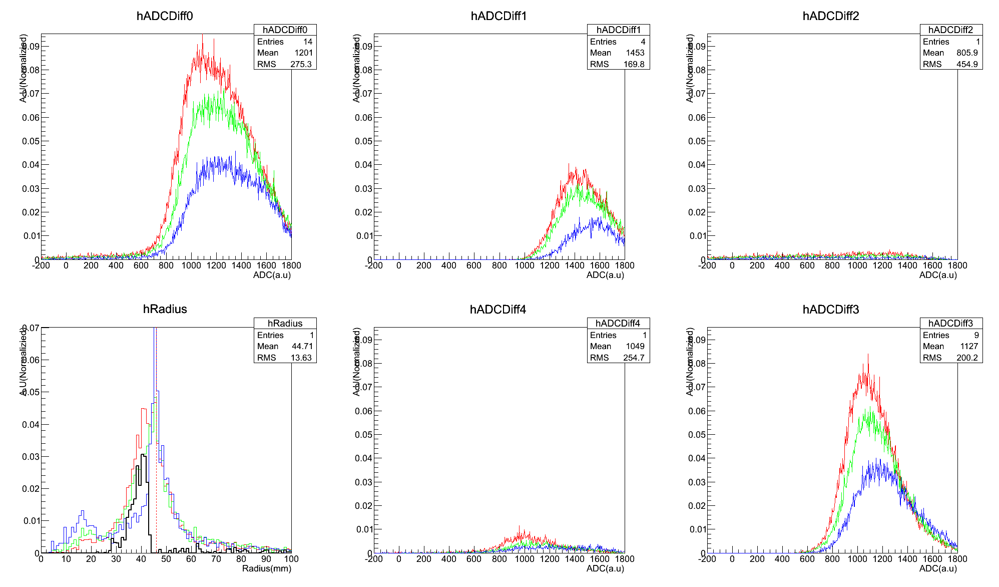 hADCDiff0
hADCDiff0
Entries 14
Mean 1201
RMS 275.3
A.U(Normalizied)
0.09
0.08
0.07
0.06
0.05
0.04
0.03
0.02
0.01
0
-200 0 200 400 600 800 1000 1200 1400 1600 1800
ADC(a.u)
hADCDiff1
hADCDiff1
Entries 4
Mean 1453
RMS 169.8
A.U(Normalizied)
0.09
0.08
0.07
0.06
0.05
0.04
0.03
0.02
0.01
0
-200 0 200 400 600 800 1000 1200 1400 1600 1800
ADC(a.u)
hADCDiff2
hADCDiff2
Entries 1
Mean 805.9
RMS 454.9
A.U(Normalizied)
0.09
0.08
0.07
0.06
0.05
0.04
0.03
0.02
0.01
0
-200 0 200 400 600 800 1000 1200 1400 1600 1800
ADC(a.u)
hRadius
hRadius
Entries 1
Mean 44.71
RMS 13.63
A.U(Normalizied)
0.07
0.06
0.05
0.04
0.03
0.02
0.01
0
0 10 20 30 40 50 60 70 80 90 100
Radius(mm)
hADCDiff4
hADCDiff4
Entries 1
Mean 1049
RMS 254.7
A.U(Normalizied)
0.09
0.08
0.07
0.06
0.05
0.04
0.03
0.02
0.01
0
-200 0 200 400 600 800 1000 1200 1400 1600 1800
ADC(a.u)
hADCDiff3
hADCDiff3
Entries 9
Mean 1127
RMS 200.2
A.U(Normalizied)
0.09
0.08
0.07
0.06
0.05
0.04
0.03
0.02
0.01
0
-200 0 200 400 600 800 1000 1200 1400 1600 1800
ADC(a.u)